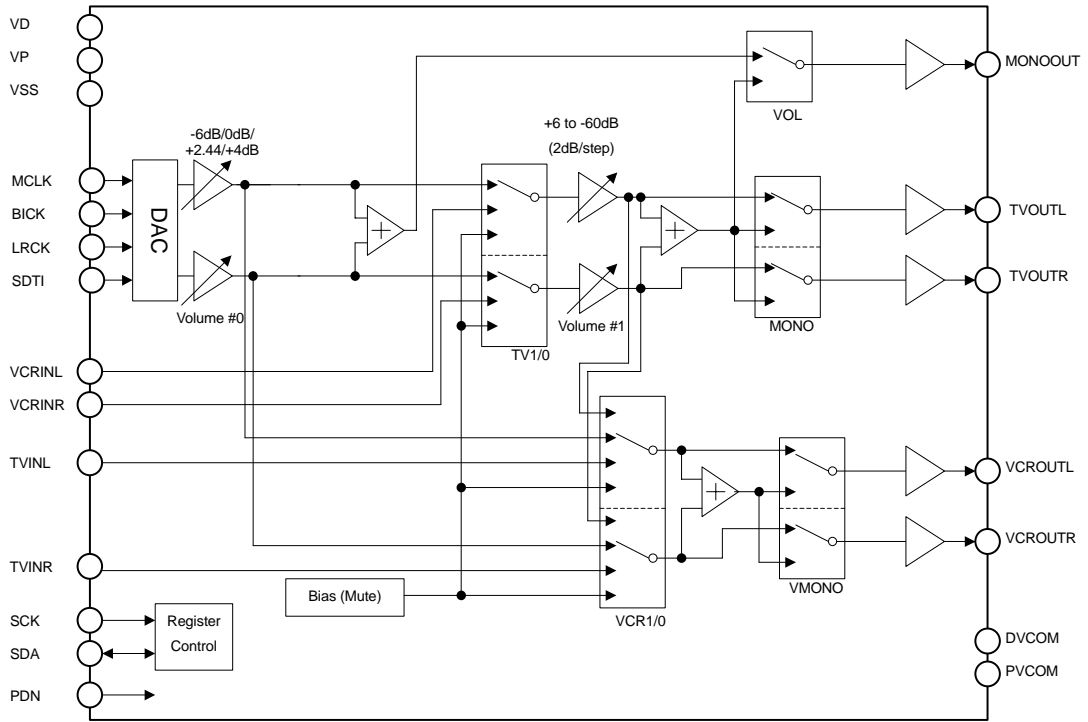 VD
VP
VSS
MCLK
BICK
LRCK
SDTI
VCRINL
VCRINR
TVINL
TVINR
SCK
SDA
PDN
-6dB/0dB/
+2.44/+4dB
DAC
Volume #0
+6 to -60dB
(2dB/step)
Volume #1
TV1/0
VOL
MONO
VCR1/0
VMONO
Bias (Mute)
Register
Control
MONOOUT
TVOUTL
TVOUTR
VCROUTL
VCROUTR
DVCOM
PVCOM